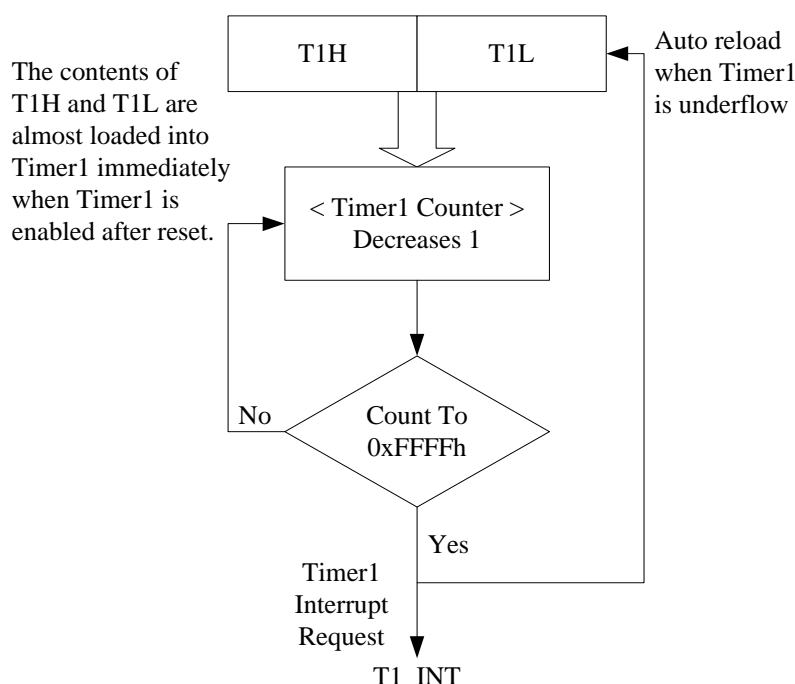 T1H
T1L
Auto reload
when Timer1
is underflow
The contents of
T1H and T1L are
almost loaded into
Timer1 immediately
when Timer1 is
enabled after reset.
< Timer1 Counter >
Decreases 1
No
Count To
0xFFFFh
Yes
Timer1
Interrupt
Request
T1_INT